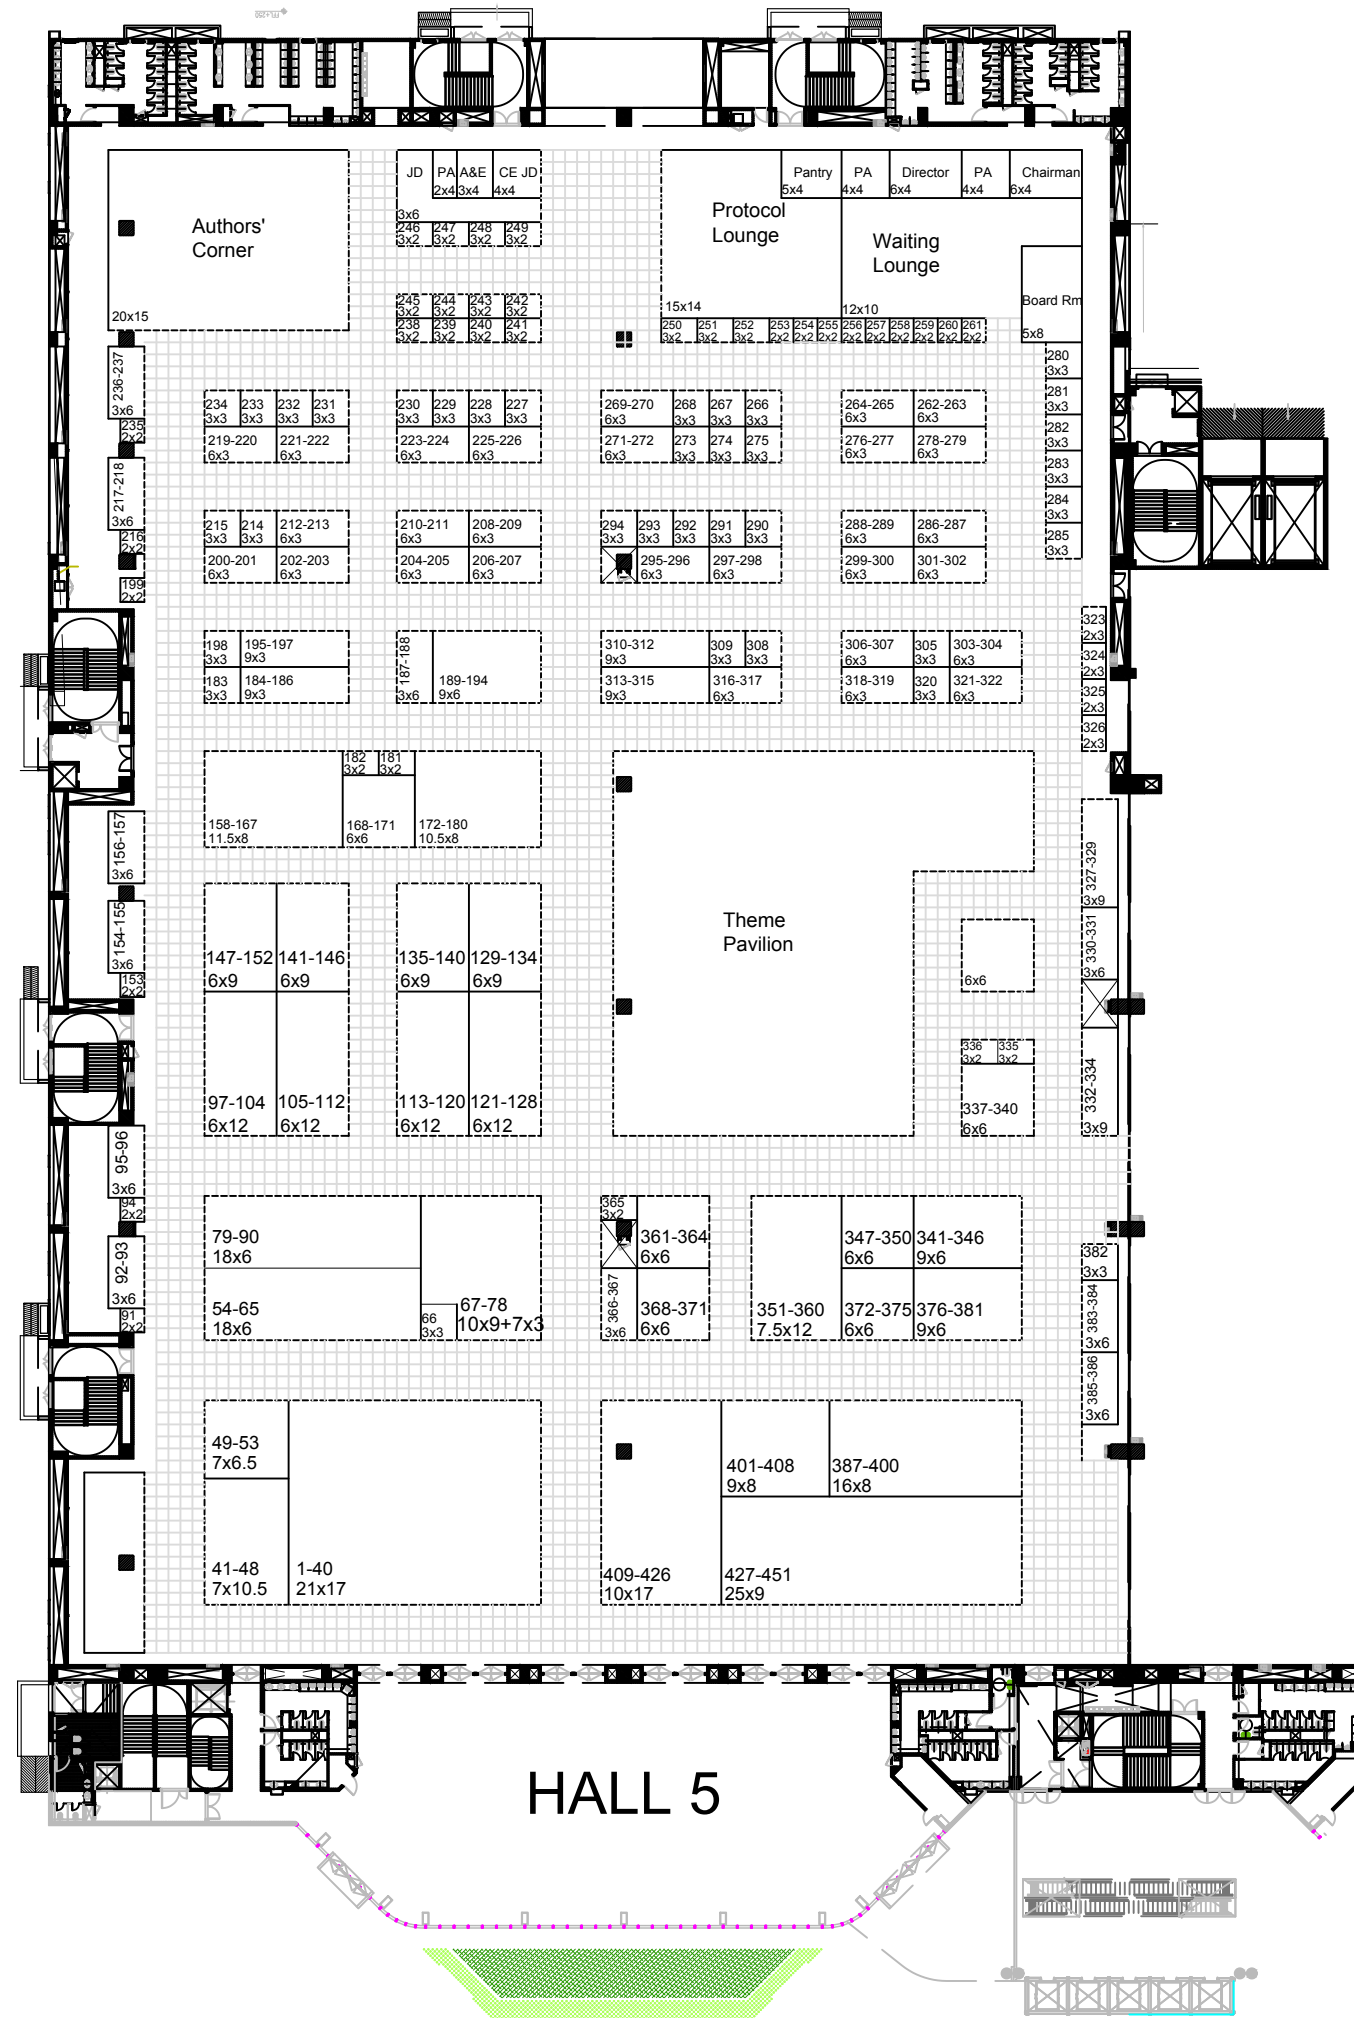 FFL+250
JD
PA
A&E
CE JD
2x4
3x4
4x4
3x6
Pantry
PA
Director
PA
Chairman
5x4
4x4
6x4
4x4
6x4
Authors'
Corner
20x15
Protocol
Lounge
15x14
Waiting
Lounge
12x10
Board Rm
5x8
246 247 248 249
3x2 3x2 3x2 3x2
245 244 243 242
3x2 3x2 3x2 3x2
238 239 240 241
3x2 3x2 3x2 3x2
250 251 252 253 254 255 256 257 258 259 260 261
3x2 3x2 3x2 2x2 2x2 2x2 2x2 2x2 2x2 2x2 2x2 2x2
236-237
3x6
235
2x2
217-218
3x6
216
2x2
199
2x2
280
3x3
281
3x3
282
3x3
283
3x3
284
3x3
285
3x3
234 233 232 231
3x3 3x3 3x3 3x3
219-220 221-222
6x3 6x3
230 229 228 227
3x3 3x3 3x3 3x3
223-224 225-226
6x3 6x3
269-270 268 267 266
6x3 3x3 3x3 3x3
271-272 273 274 275
6x3 3x3 3x3 3x3
264-265 262-263
6x3 6x3
276-277 278-279
6x3 6x3
215 214 212-213
3x3 3x3 6x3
200-201 202-203
6x3 6x3
210-211 208-209
6x3 6x3
204-205 206-207
6x3 6x3
294 293 292 291 290
3x3 3x3 3x3 3x3 3x3
295-296 297-298
6x3 6x3
288-289 286-287
6x3 6x3
299-300 301-302
6x3 6x3
198 195-197
3x3 9x3
183 184-186
3x3 9x3
187-188
3x6
189-194
9x6
310-312 309 308
9x3 3x3 3x3
313-315 316-317
9x3 6x3
306-307 305 303-304
6x3 3x3 6x3
318-319 320 321-322
6x3 3x3 6x3
323
2x3
324
2x3
325
2x3
326
2x3
182 181
3x2 3x2
158-167 168-171 172-180
11.5x8 6x6 10.5x8
156-157
3x6
154-155
3x6
153
2x2
Theme
Pavilion
327-329
3x9
330-331
3x6
332-334
3x9
6x6
336 335
3x2 3x2
337-340
6x6
147-152 141-146
6x9 6x9
135-140 129-134
6x9 6x9
97-104 105-112
6x12 6x12
113-120 121-128
6x12 6x12
95-96
3x6
94
2x2
92-93
3x6
91
2x2
79-90
18x6
54-65
18x6
66
3x3
67-78
10x9+7x3
365
3x2
361-364
6x6
366-367
3x6
368-371
6x6
351-360
7.5x12
347-350 341-346
6x6 9x6
372-375 376-381
6x6 9x6
382
3x3
383-384
3x6
385-386
3x6
49-53
7x6.5
41-48
7x10.5
1-40
21x17
401-408
9x8
387-400
16x8
409-426
10x17
427-451
25x9
HALL 5